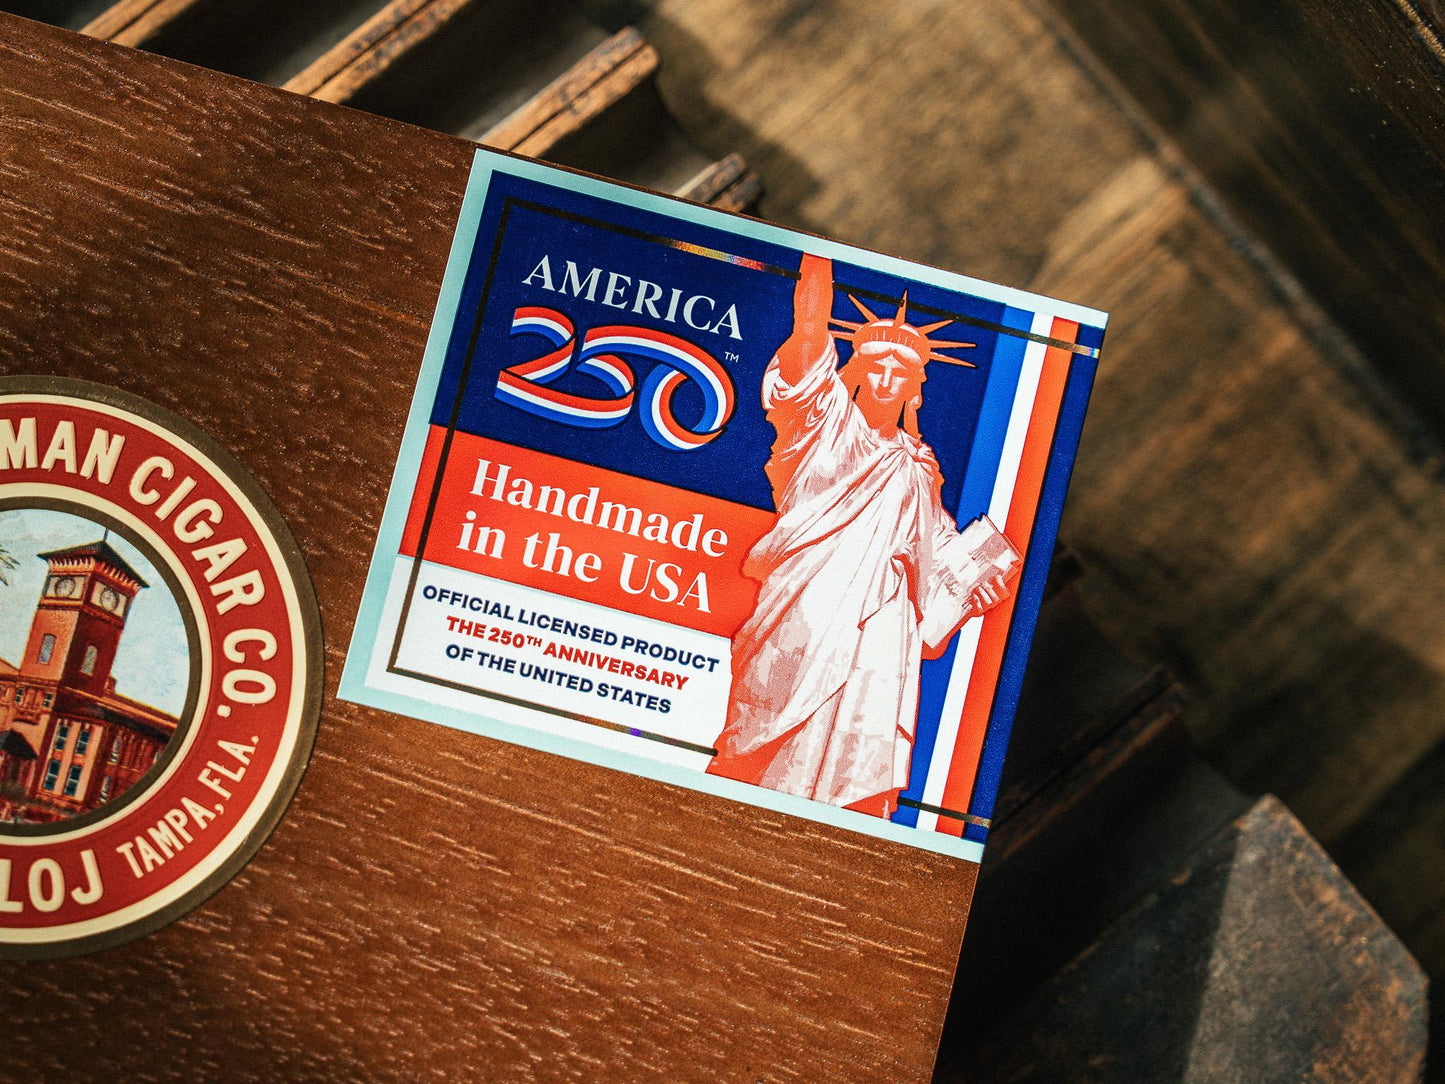 MAN CIGAR CO.
LOJ TAMPA, FLA.
AMERICA
250™
Handmade
in the USA
OFFICIAL LICENSED PRODUCT
THE 250TH ANNIVERSARY
OF THE UNITED STATES